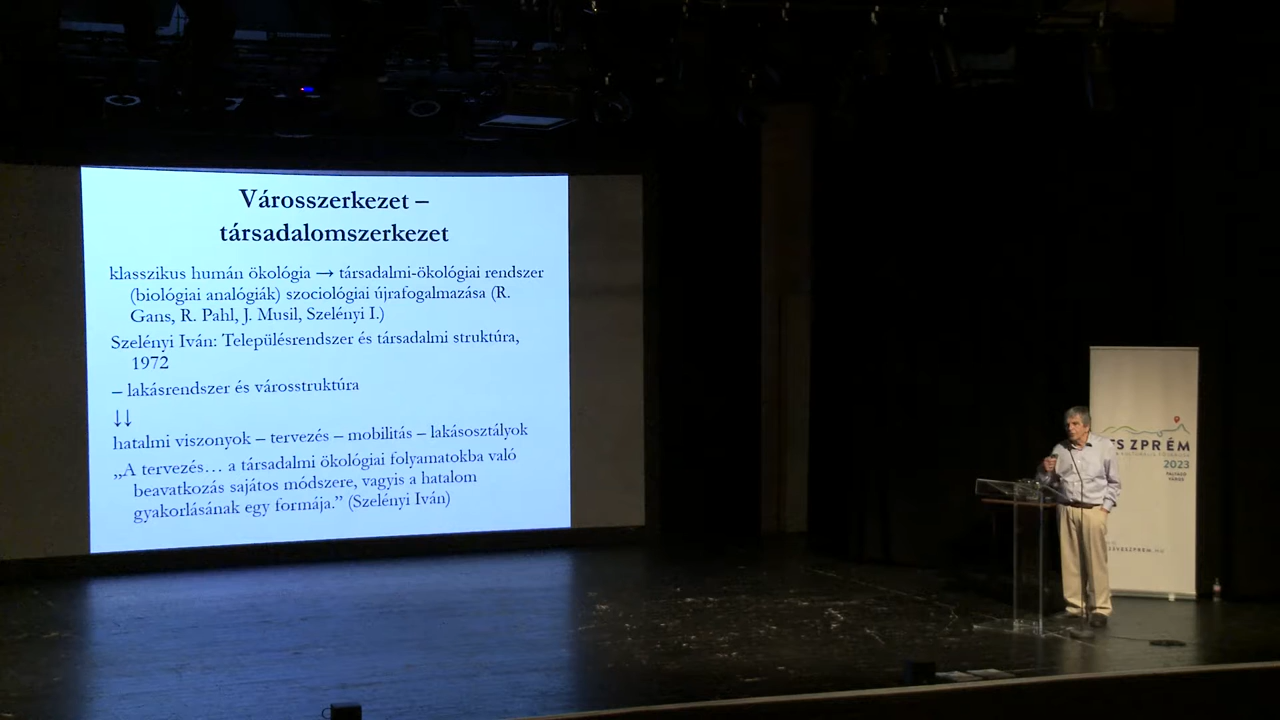 Városszerkezet –
társadalomszerkezet
klasszikus humán ökológia → társadalmi-ökológiai rendszer
(biológiai analógiák) szociológiai újrafogalmazása (R.
Gans, R. Pahl, J. Musil, Szelényi I.)
Szelényi Iván: Településrendszer és társadalmi struktúra,
1972
– lakásrendszer és városstruktúra
↓↓
hatalmi viszonyok – tervezés – mobilitás – lakásosztályok
„A tervezés… a társadalmi ökológiai folyamatokba való
beavatkozás sajátos módszere, vagyis a hatalom
gyakorlásának egy formája.” (Szelényi Iván)
ESZPRÉM
2023